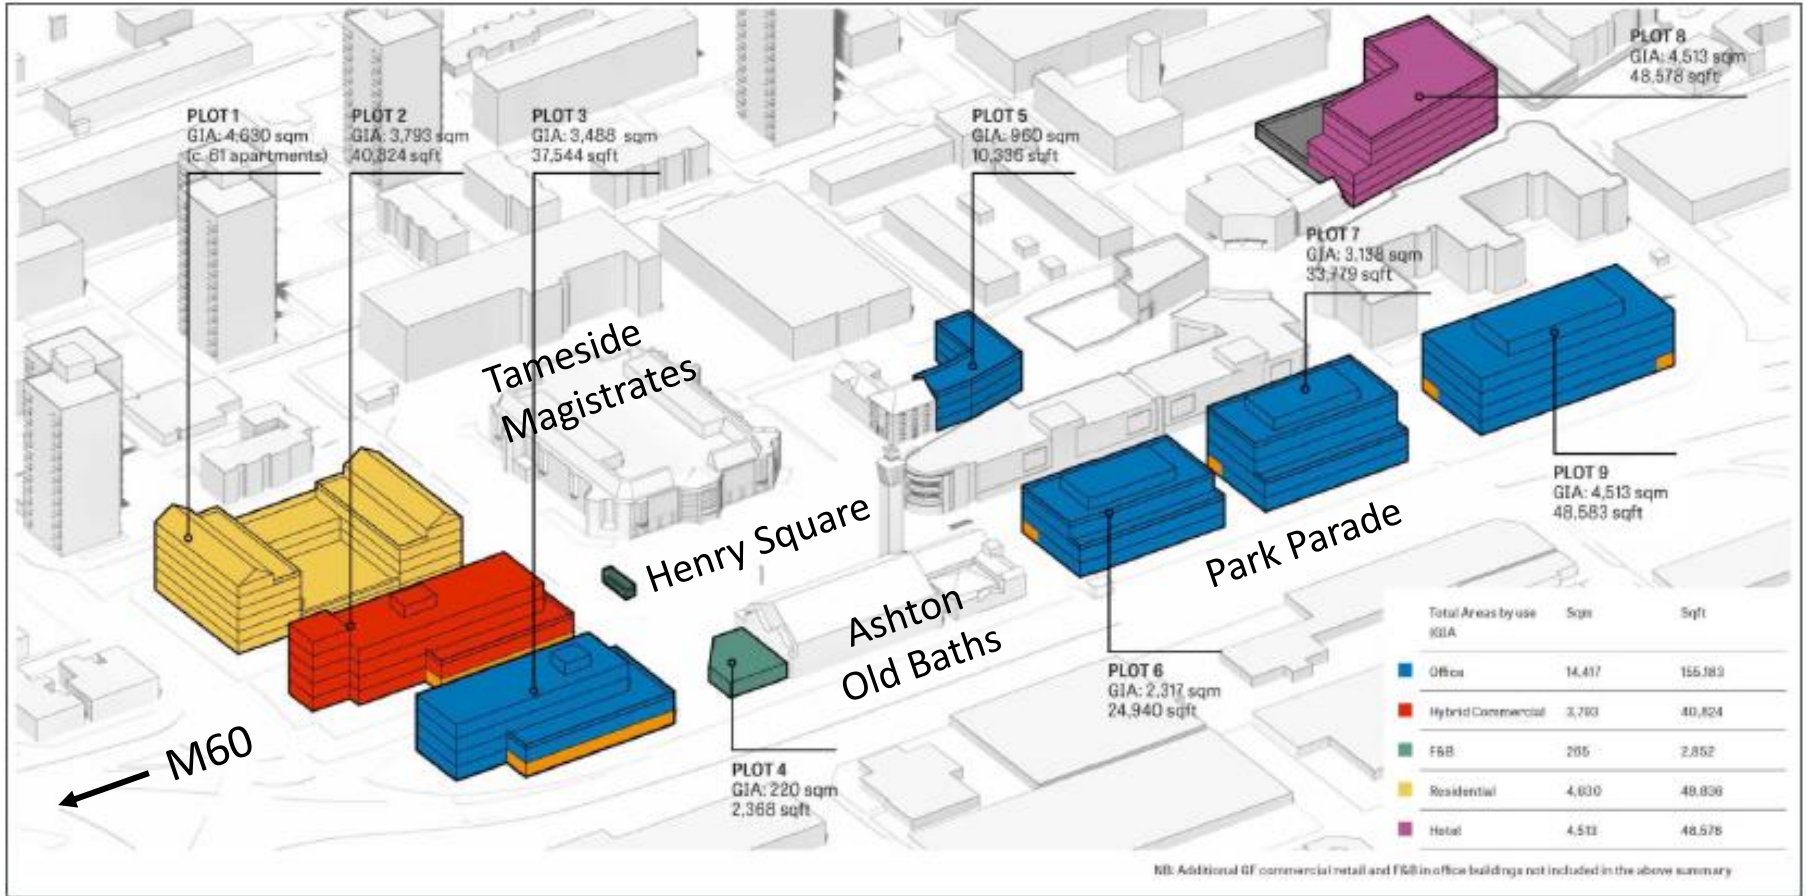 PLOT 8
GIA: 4,513 sqm
48,578 sqft
PLOT 1
GIA: 4,630 sqm
(c. 61 apartments)
PLOT 2
GIA: 3,793 sqm
40,824 sqft
PLOT 3
GIA: 3,488 sqm
37,544 sqft
PLOT 5
GIA: 960 sqm
10,336 sqft
PLOT 7
GIA: 3,138 sqm
33,779 sqft
Tameside
Magistrates
Henry Square
Ashton
Old Baths
Park Parade
PLOT 9
GIA: 4,513 sqm
48,583 sqft
PLOT 6
GIA: 2,317 sqm
24,940 sqft
M60
PLOT 4
GIA: 220 sqm
2,368 sqft
Total Areas by use Sqm Sqft
(GIA
Office 14,417 155,183
Hybrid Commercial 3,793 40,824
F&B 265 2,852
Residential 4,630 49,836
Hotel 4,513 48,578
NB: Additional GF commercial retail and F&B in office buildings not included in the above summary